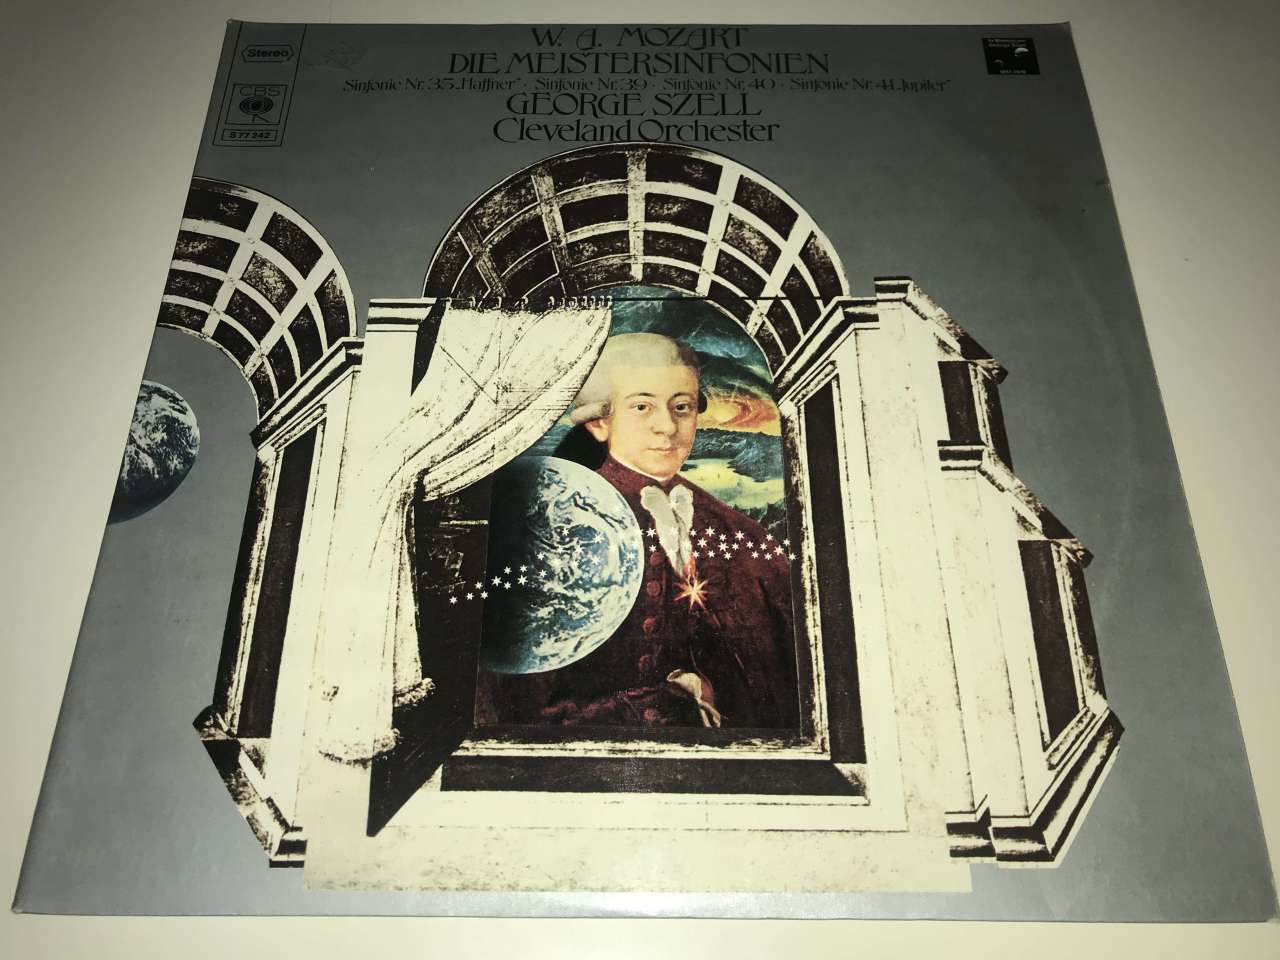 Stereo
CBS
S 77 242
W. A. MOZART
DIE MEISTERSINFONIEN
Sinfonie Nr. 35 „Haffner“ · Sinfonie Nr. 39 · Sinfonie Nr. 40 · Sinfonie Nr. 41 „Jupiter“
GEORGE SZELL
Cleveland Orchester